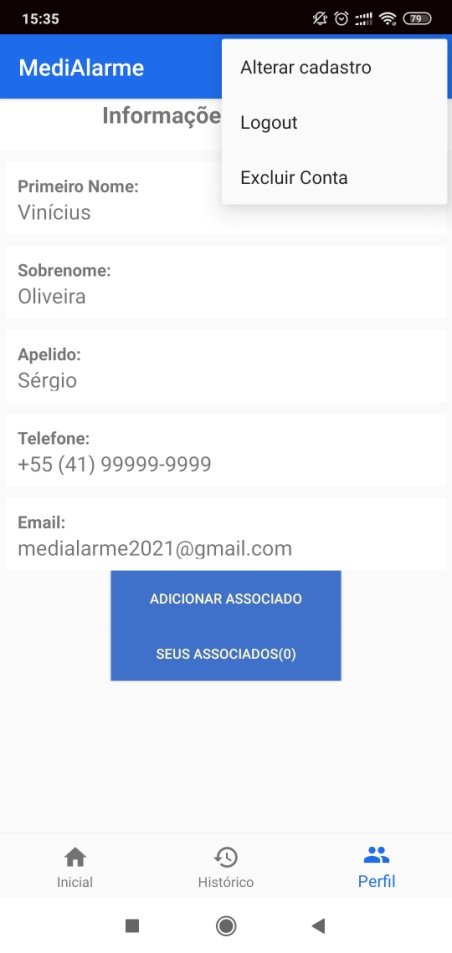 15:35
79
MediAlarme
Alterar cadastro
Logout
Excluir Conta
Informaçõe
Primeiro Nome:
Vinícius
Sobrenome:
Oliveira
Apelido:
Sérgio
Telefone:
+55 (41) 99999-9999
Email:
medialarme2021@gmail.com
ADICIONAR ASSOCIADO
SEUS ASSOCIADOS(0)
Inicial
Histórico
Perfil